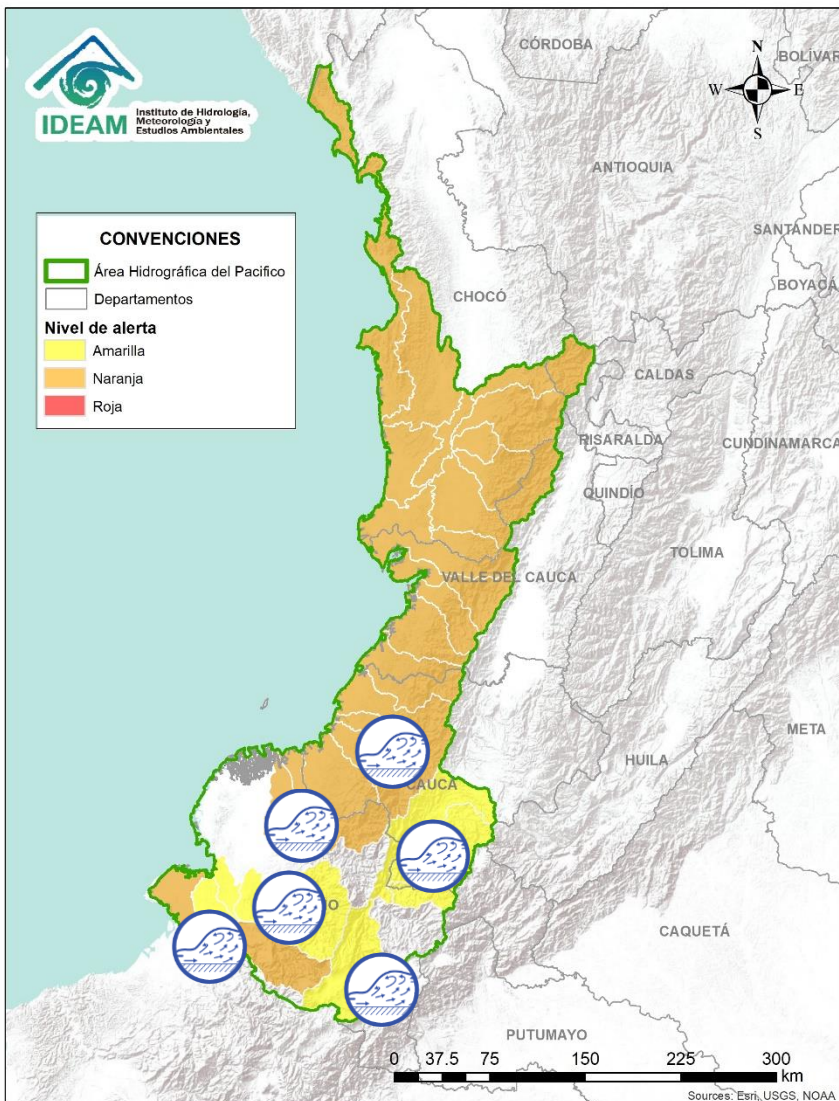 IDEAM
Instituto de Hidrología,
Meteorología y
Estudios Ambientales
N
W
E
S
CÓRDOBA
BOLÍVAR
ANTIOQUIA
SANTANDER
BOYACÁ
CONVENCIONES
Área Hidrográfica del Pacifico
Departamentos
Nivel de alerta
Amarilla
Naranja
Roja
CHOCÓ
CALDAS
RISARALDA
CUNDINAMARCA
QUINDÍO
TOLIMA
VALLE DEL CAUCA
META
HUILA
CAUCA
CAQUETÁ
PUTUMAYO
0 37.5 75 150 225 300
km
Sources: Esri, USGS, NOAA